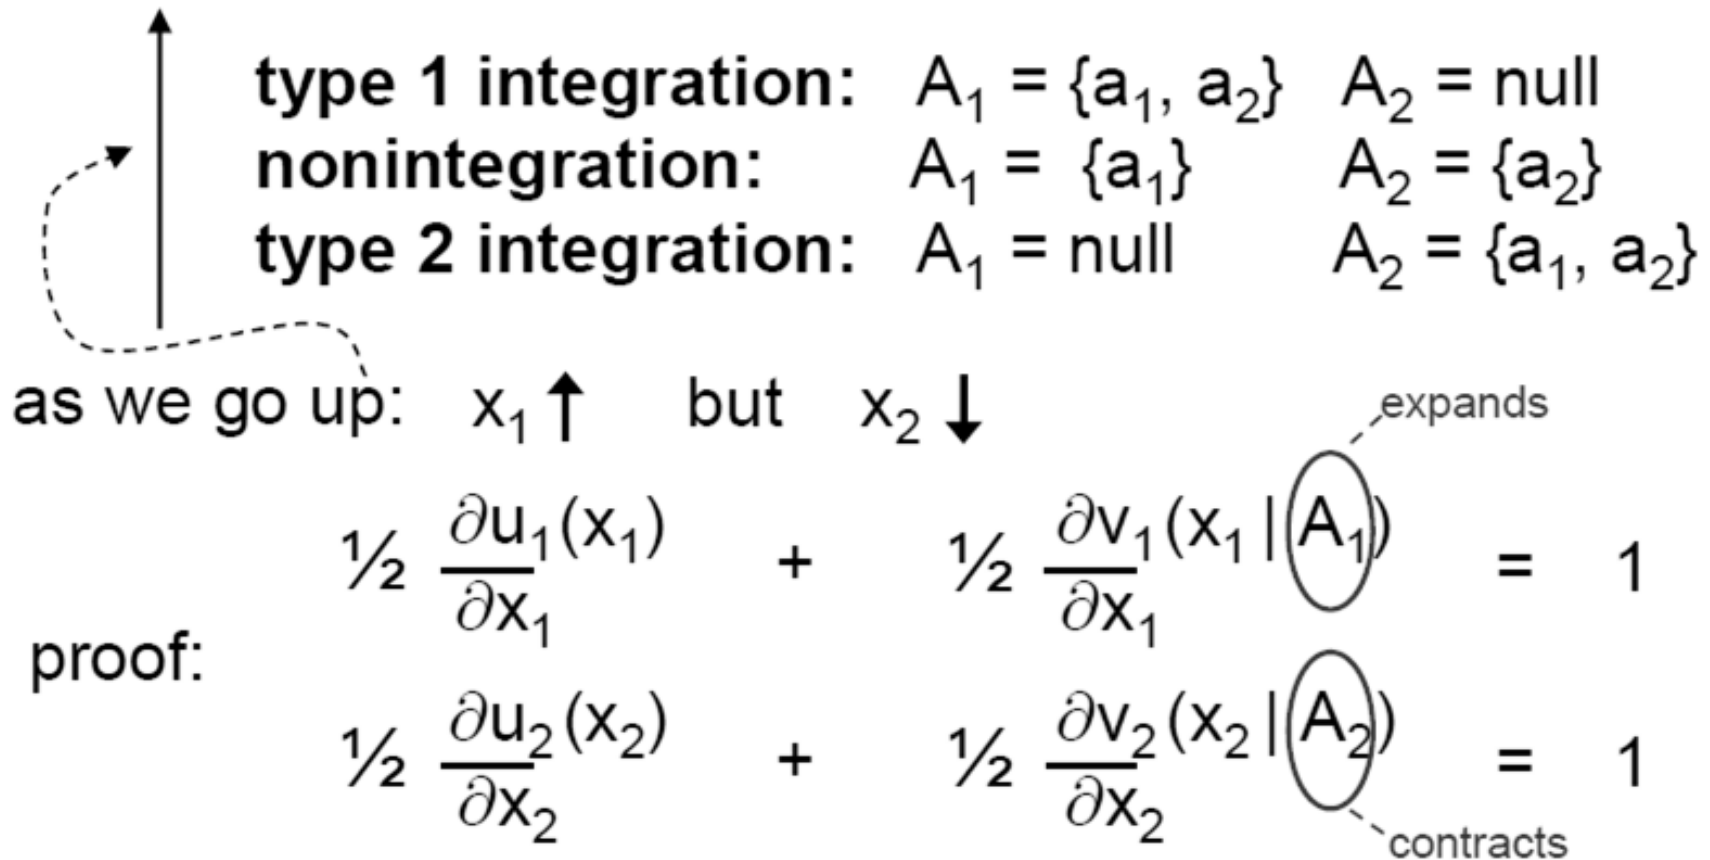 type 1 integration: A₁ = {a₁, a₂} A₂ = null
nonintegration: A₁ = {a₁} A₂ = {a₂}
type 2 integration: A₁ = null A₂ = {a₁, a₂}
as we go up: x₁ ↑ but x₂ ↓
expands
½ ∂u₁(x₁)/∂x₁ + ½ ∂v₁(x₁ | A₁)/∂x₁ = 1
proof:
½ ∂u₂(x₂)/∂x₂ + ½ ∂v₂(x₂ | A₂)/∂x₂ = 1
contracts